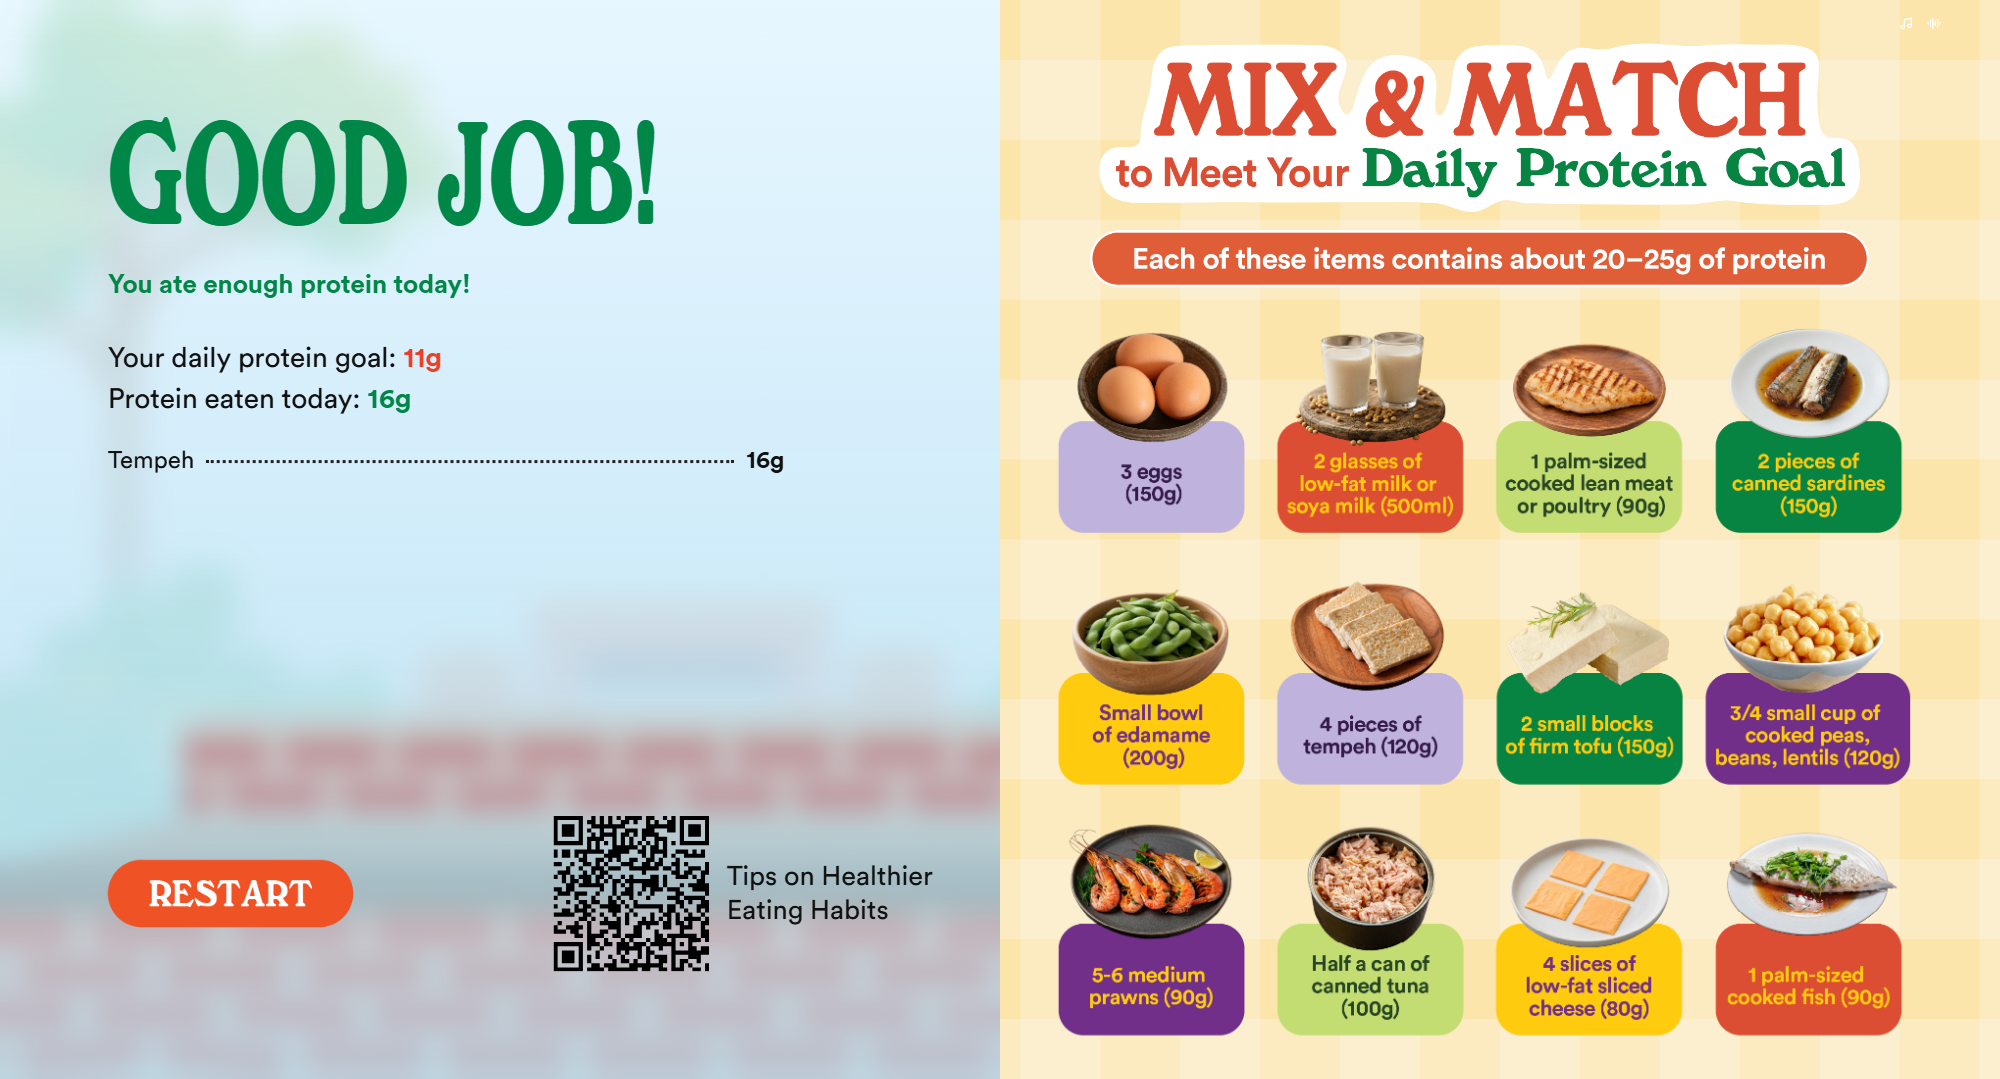 GOOD JOB!
You ate enough protein today!
Your daily protein goal: 11g
Protein eaten today: 16g
Tempeh 16g
RESTART
Tips on Healthier
Eating Habits
MIX & MATCH
to Meet Your Daily Protein Goal
Each of these items contains about 20–25g of protein
3 eggs
(150g)
2 glasses of
low-fat milk or
soya milk (500ml)
1 palm-sized
cooked lean meat
or poultry (90g)
2 pieces of
canned sardines
(150g)
Small bowl
of edamame
(200g)
4 pieces of
tempeh (120g)
2 small blocks
of firm tofu (150g)
3/4 small cup of
cooked peas,
beans, lentils (120g)
5-6 medium
prawns (90g)
Half a can of
canned tuna
(100g)
4 slices of
low-fat sliced
cheese (80g)
1 palm-sized
cooked fish (90g)